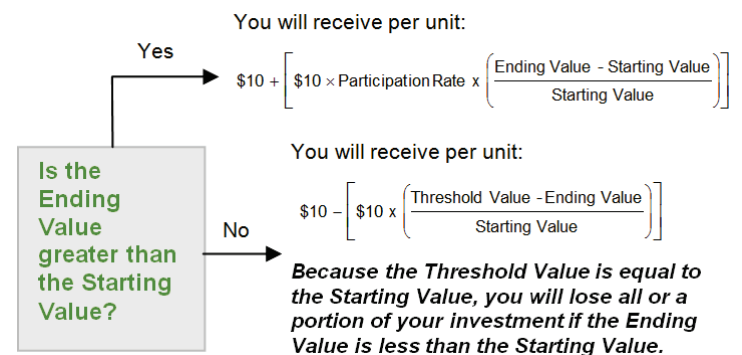 You will receive per unit:
Yes
$10 + [ $10 × Participation Rate x ( Ending Value - Starting Value / Starting Value ) ]
Is the
Ending
Value
greater than
the Starting
Value?
No
You will receive per unit:
$10 – [ $10 x ( Threshold Value - Ending Value / Starting Value ) ]
Because the Threshold Value is equal to
the Starting Value, you will lose all or a
portion of your investment if the Ending
Value is less than the Starting Value.